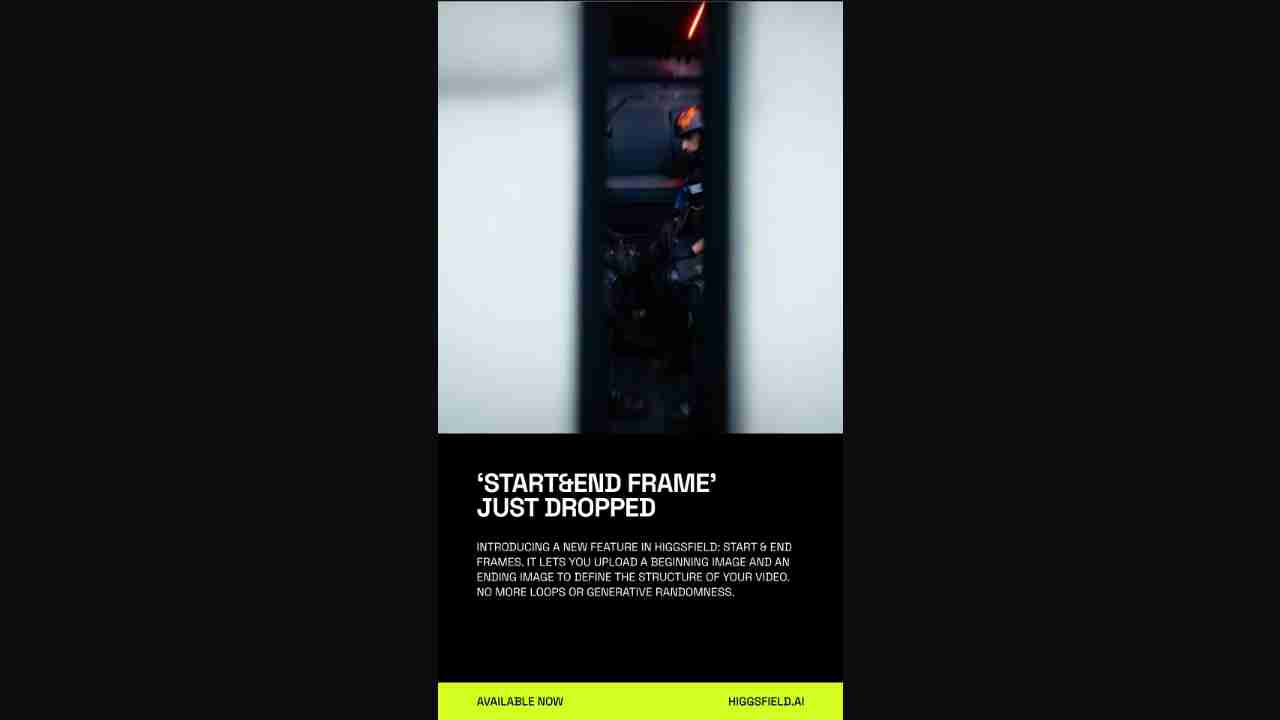 ‘START&END FRAME’
JUST DROPPED
INTRODUCING A NEW FEATURE IN HIGGSFIELD: START & END
FRAMES. IT LETS YOU UPLOAD A BEGINNING IMAGE AND AN
ENDING IMAGE TO DEFINE THE STRUCTURE OF YOUR VIDEO.
NO MORE LOOPS OR GENERATIVE RANDOMNESS.
AVAILABLE NOW
HIGGSFIELD.AI